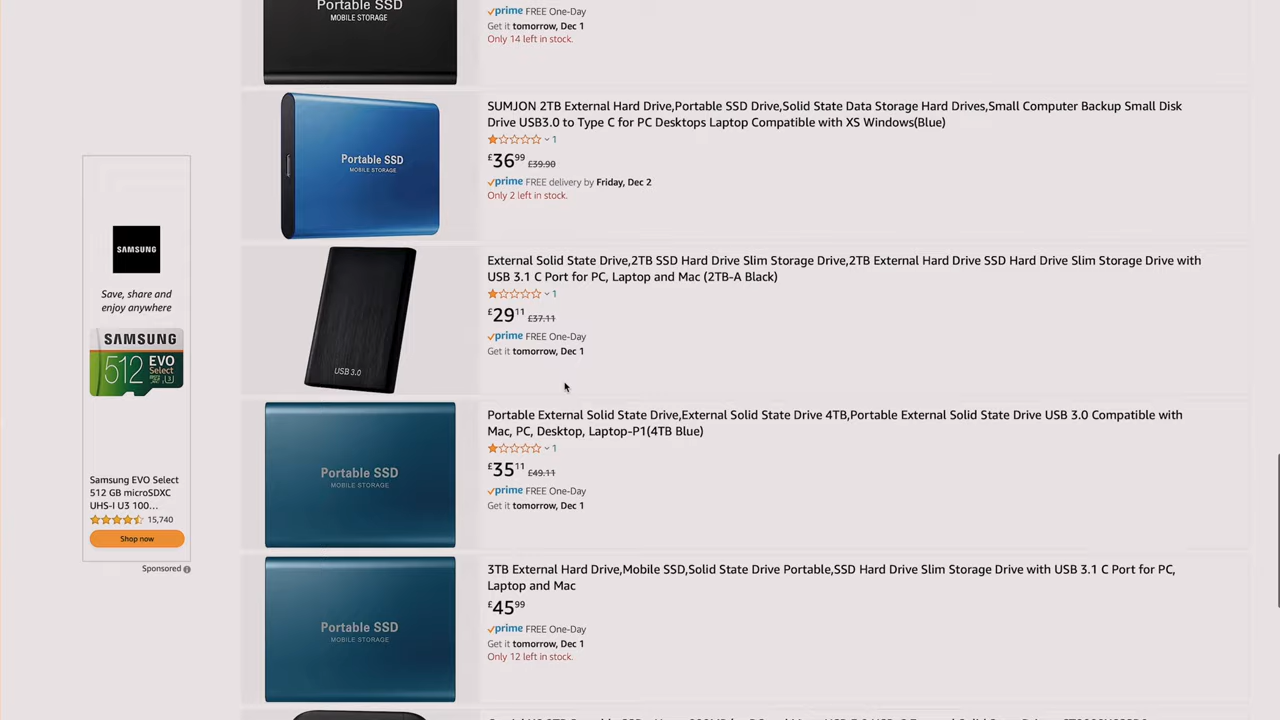 Portable SSD
MOBILE STORAGE
prime FREE One-Day
Get it tomorrow, Dec 1
Only 14 left in stock.
Portable SSD
MOBILE STORAGE
SUMJON 2TB External Hard Drive,Portable SSD Drive,Solid State Data Storage Hard Drives,Small Computer Backup Small Disk
Drive USB3.0 to Type C for PC Desktops Laptop Compatible with XS Windows(Blue)
1
£36.99 £39.90
prime FREE delivery by Friday, Dec 2
Only 2 left in stock.
SAMSUNG
Save, share and
enjoy anywhere
SAMSUNG
512 EVO
Select
Samsung EVO Select
512 GB microSDXC
UHS-I U3 100…
15,740
Shop now
Sponsored
USB 3.0
External Solid State Drive,2TB SSD Hard Drive Slim Storage Drive,2TB External Hard Drive SSD Hard Drive Slim Storage Drive with
USB 3.1 C Port for PC, Laptop and Mac (2TB-A Black)
1
£29.11 £37.11
prime FREE One-Day
Get it tomorrow, Dec 1
Portable SSD
MOBILE STORAGE
Portable External Solid State Drive,External Solid State Drive 4TB,Portable External Solid State Drive USB 3.0 Compatible with
Mac, PC, Desktop, Laptop-P1(4TB Blue)
1
£35.11 £49.11
prime FREE One-Day
Get it tomorrow, Dec 1
Portable SSD
MOBILE STORAGE
3TB External Hard Drive,Mobile SSD,Solid State Drive Portable,SSD Hard Drive Slim Storage Drive with USB 3.1 C Port for PC,
Laptop and Mac
£45.99
prime FREE One-Day
Get it tomorrow, Dec 1
Only 12 left in stock.